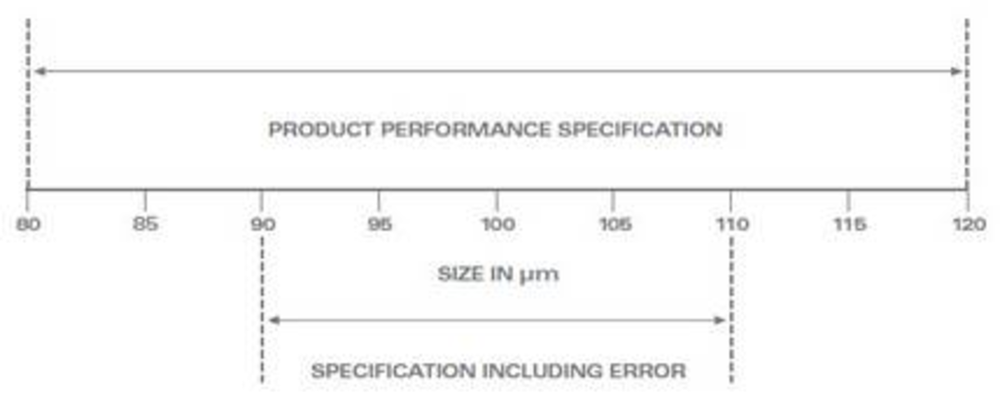 PRODUCT PERFORMANCE SPECIFICATION
80 85 90 95 100 105 110 115 120
SIZE IN µm
SPECIFICATION INCLUDING ERROR